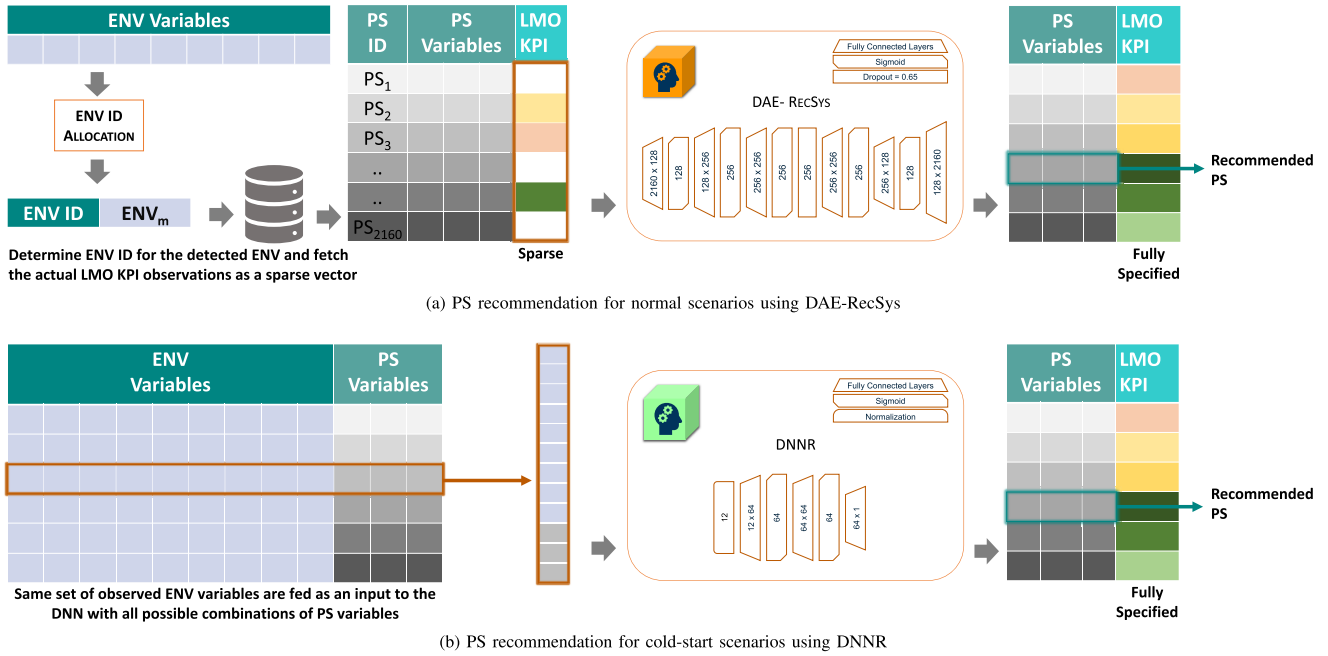 ENV Variables
ENV ID
ALLOCATION
ENV ID
ENVm
Determine ENV ID for the detected ENV and fetch
the actual LMO KPI observations as a sparse vector
PS
ID
PS
Variables
LMO
KPI
PS1
PS2
PS3
..
..
PS2160
Sparse
Fully Connected Layers
Sigmoid
Dropout = 0.65
DAE- RECSYS
2160 x 128
128
128 x 256
256
256 x 256
256
256
256 x 256
256
256 x 128
128
128 x 2160
PS
Variables
LMO
KPI
Recommended
PS
Fully
Specified
(a) PS recommendation for normal scenarios using DAE-RecSys
ENV
Variables
PS
Variables
Same set of observed ENV variables are fed as an input to the
DNN with all possible combinations of PS variables
Fully Connected Layers
Sigmoid
Normalization
DNNR
12
12 x 64
64
64 x 64
64
64 x 1
PS
Variables
LMO
KPI
Recommended
PS
Fully
Specified
(b) PS recommendation for cold-start scenarios using DNNR